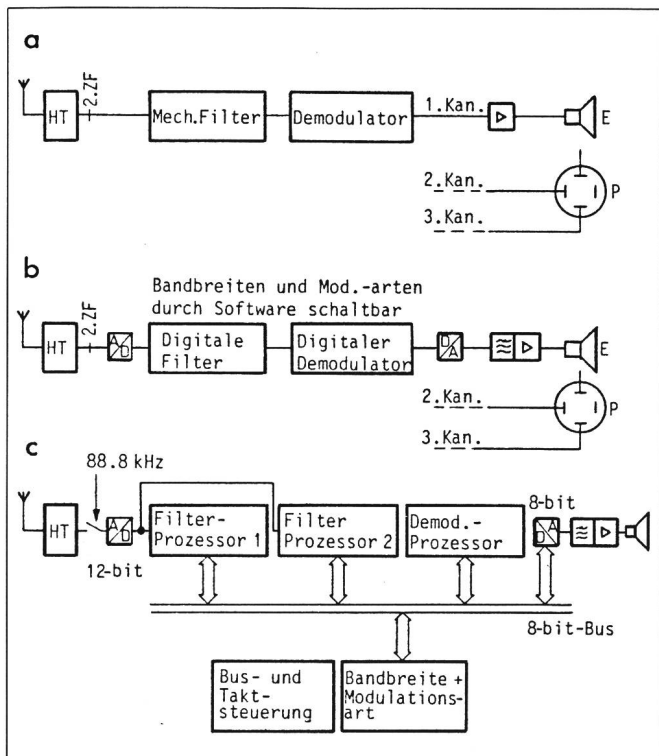 a
HT
2.ZF
Mech.Filter
Demodulator
1.Kan.
E
2.Kan.
P
3.Kan.
b
Bandbreiten und Mod.-arten
durch Software schaltbar
HT
2.ZF
A
D
Digitale
Filter
Digitaler
Demodulator
D
A
E
2.Kan.
P
3.Kan.
c
88.8 kHz
HT
A
D
12-bit
Filter-
Prozessor 1
Filter
Prozessor 2
Demod.-
Prozessor
8-bit
D
A
8-bit-Bus
Bus- und
Takt-
steuerung
Bandbreite +
Modulations-
art